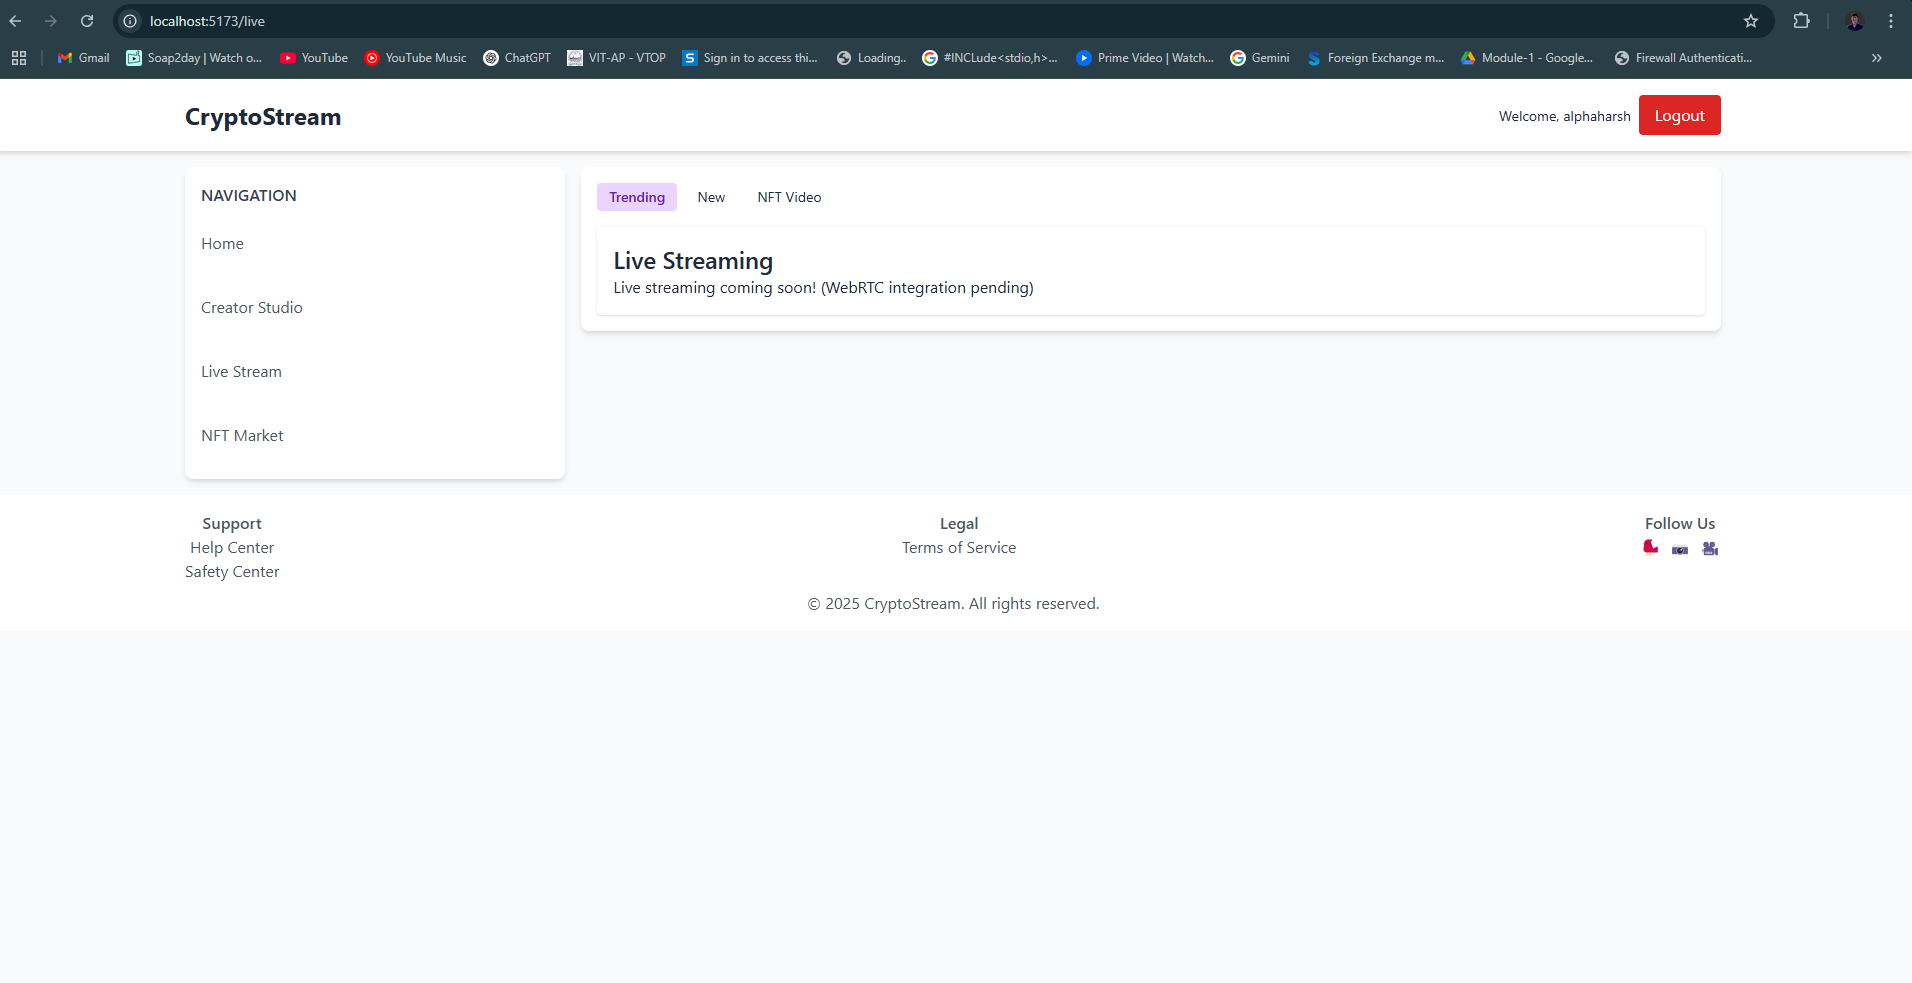 localhost:5173/live
Gmail
Soap2day | Watch o...
YouTube
YouTube Music
ChatGPT
VIT-AP - VTOP
Sign in to access thi...
Loading..
#INCLude<stdio,h>...
Prime Video | Watch...
Gemini
Foreign Exchange m...
Module-1 - Google...
Firewall Authenticati...
CryptoStream
Welcome, alphaharsh
Logout
NAVIGATION
Home
Creator Studio
Live Stream
NFT Market
Trending New NFT Video
Live Streaming
Live streaming coming soon! (WebRTC integration pending)
Support
Help Center
Safety Center
Legal
Terms of Service
Follow Us
© 2025 CryptoStream. All rights reserved.